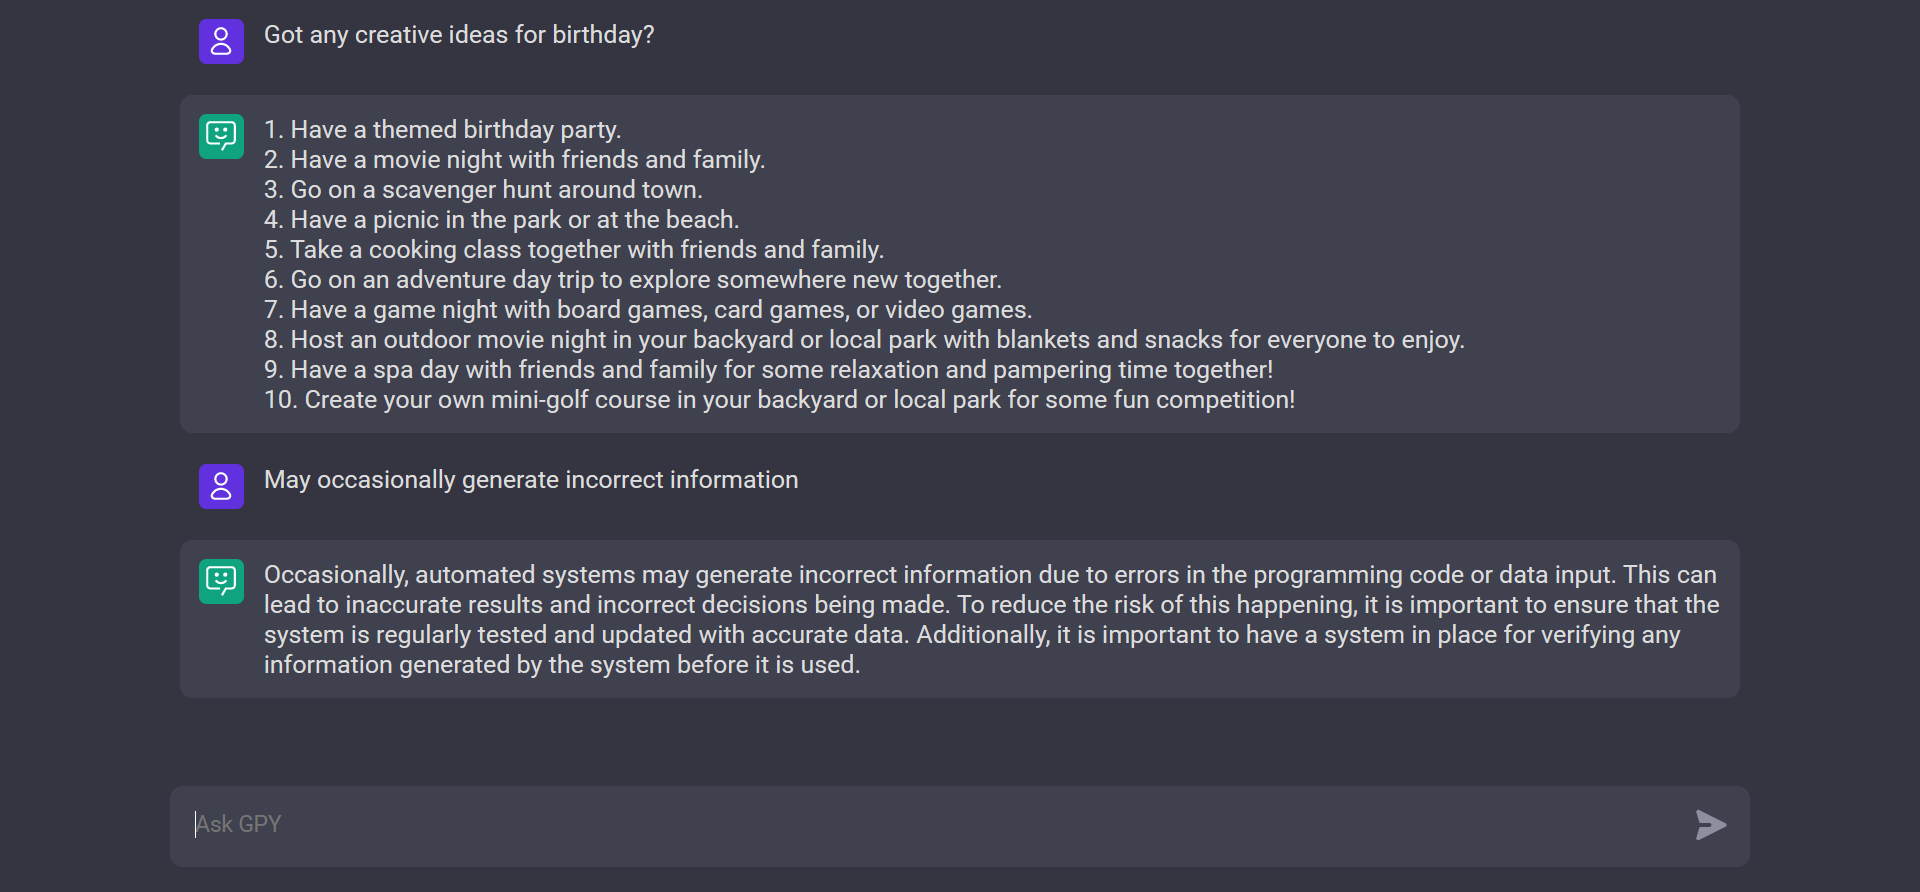 Got any creative ideas for birthday?
1. Have a themed birthday party.
2. Have a movie night with friends and family.
3. Go on a scavenger hunt around town.
4. Have a picnic in the park or at the beach.
5. Take a cooking class together with friends and family.
6. Go on an adventure day trip to explore somewhere new together.
7. Have a game night with board games, card games, or video games.
8. Host an outdoor movie night in your backyard or local park with blankets and snacks for everyone to enjoy.
9. Have a spa day with friends and family for some relaxation and pampering time together!
10. Create your own mini-golf course in your backyard or local park for some fun competition!
May occasionally generate incorrect information
Occasionally, automated systems may generate incorrect information due to errors in the programming code or data input. This can
lead to inaccurate results and incorrect decisions being made. To reduce the risk of this happening, it is important to ensure that the
system is regularly tested and updated with accurate data. Additionally, it is important to have a system in place for verifying any
information generated by the system before it is used.
Ask GPY